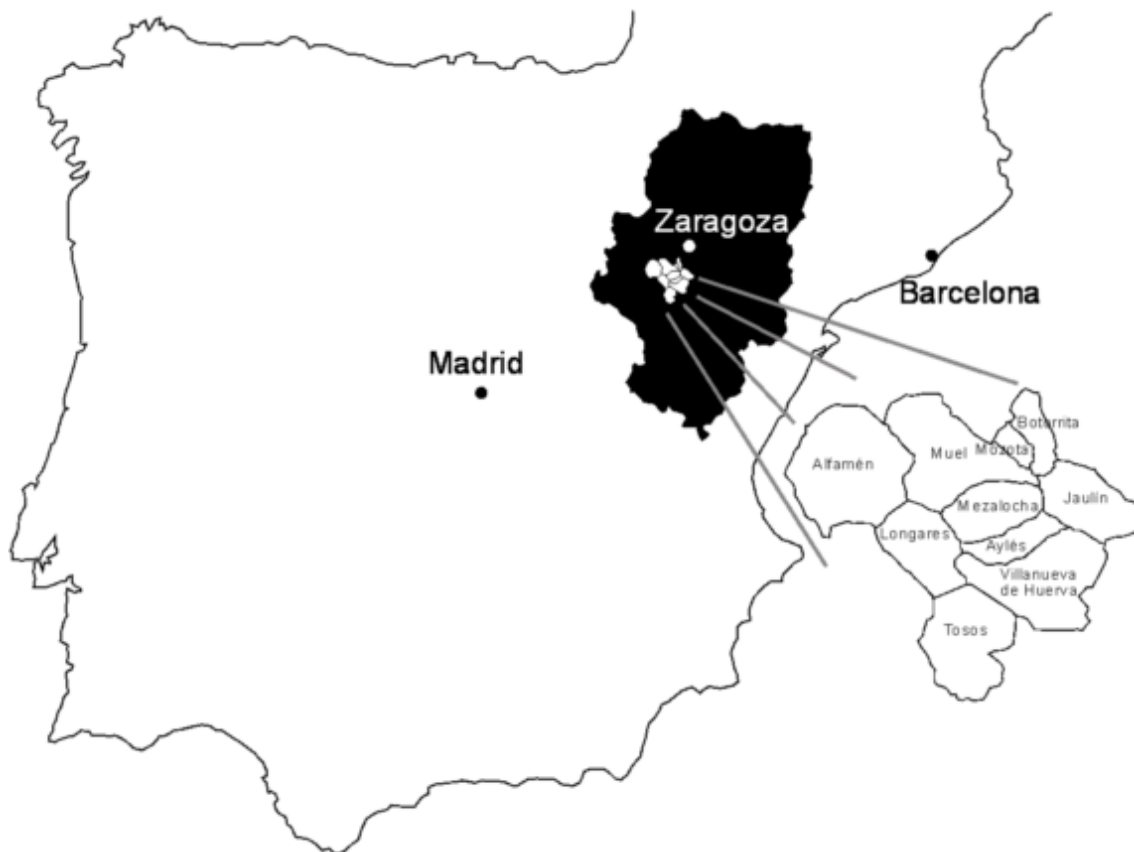 Zaragoza
Barcelona
Madrid
Botorrita
Muel
Mozota
Alfamén
Jaulín
Mezalocha
Longares
Aylés
Villanueva
de Huerva
Tosos